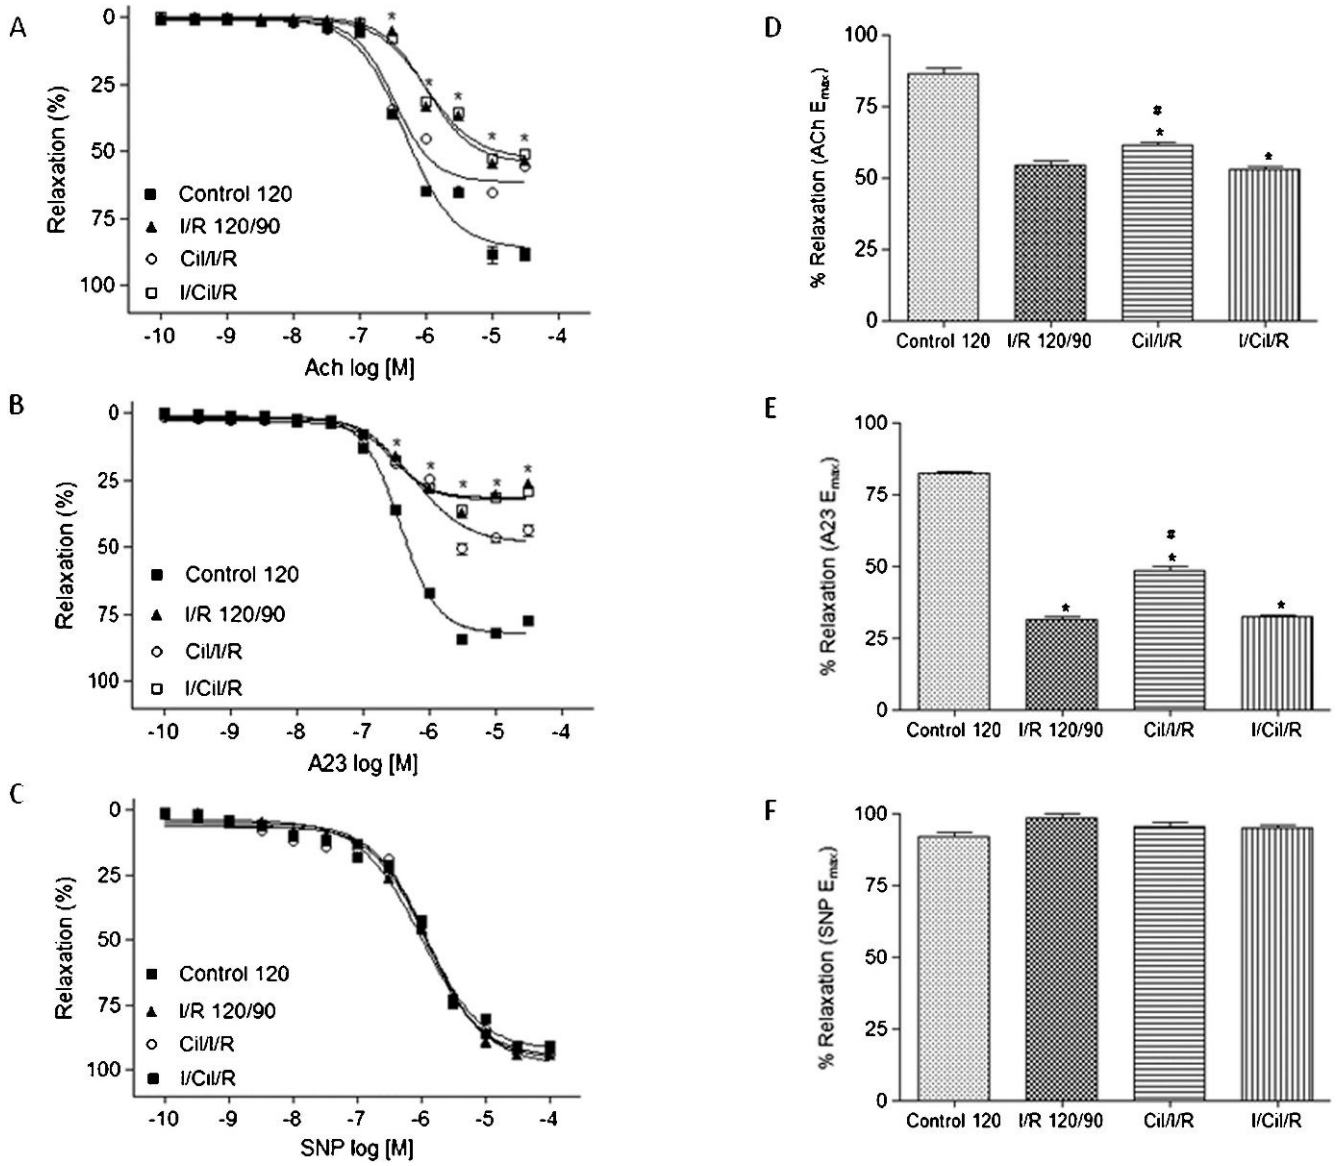 A
Relaxation (%)
0
25
50
75
100
*
*
*
*
*
■ Control 120
▲ I/R 120/90
○ Cil/I/R
□ I/Cil/R
-10 -9 -8 -7 -6 -5 -4
Ach log [M]
D
% Relaxation (ACh Emax)
100
75
50
25
0
#
*
*
Control 120 I/R 120/90 Cil/I/R I/Cil/R
B
Relaxation (%)
0
25
50
75
100
*
*
*
*
*
■ Control 120
▲ I/R 120/90
○ Cil/I/R
□ I/Cil/R
-10 -9 -8 -7 -6 -5 -4
A23 log [M]
E
% Relaxation (A23 Emax)
100
75
50
25
0
*
#
*
*
Control 120 I/R 120/90 Cil/I/R I/Cil/R
C
Relaxation (%)
0
25
50
75
100
■ Control 120
▲ I/R 120/90
○ Cil/I/R
■ I/Cil/R
-10 -9 -8 -7 -6 -5 -4
SNP log [M]
F
% Relaxation (SNP Emax)
100
75
50
25
0
Control 120 I/R 120/90 Cil/I/R I/Cil/R